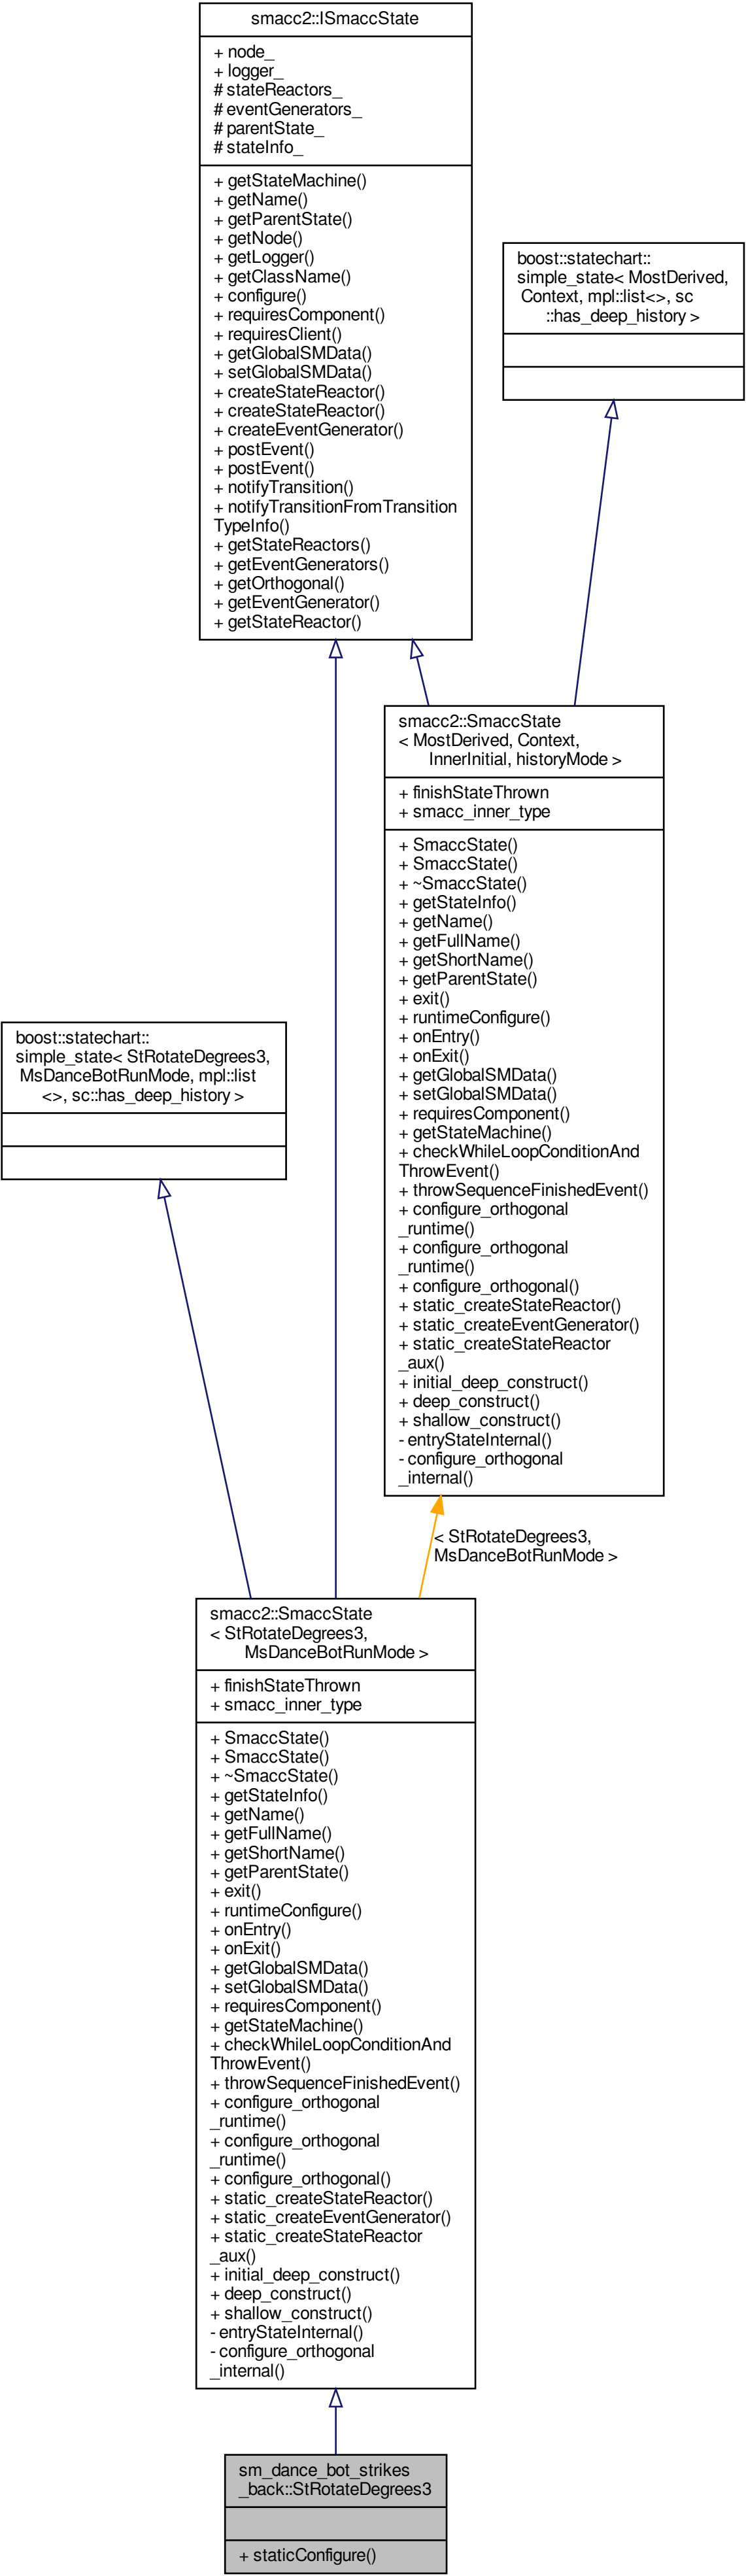 smacc2::ISmaccState
+ node_
+ logger_
# stateReactors_
# eventGenerators_
# parentState_
# stateInfo_
+ getStateMachine()
+ getName()
+ getParentState()
+ getNode()
+ getLogger()
+ getClassName()
+ configure()
+ requiresComponent()
+ requiresClient()
+ getGlobalSMData()
+ setGlobalSMData()
+ createStateReactor()
+ createStateReactor()
+ createEventGenerator()
+ postEvent()
+ postEvent()
+ notifyTransition()
+ notifyTransitionFromTransition
TypeInfo()
+ getStateReactors()
+ getEventGenerators()
+ getOrthogonal()
+ getEventGenerator()
+ getStateReactor()
boost::statechart::
simple_state< MostDerived,
Context, mpl::list<>, sc
::has_deep_history >
smacc2::SmaccState
< MostDerived, Context,
InnerInitial, historyMode >
+ finishStateThrown
+ smacc_inner_type
+ SmaccState()
+ SmaccState()
+ ~SmaccState()
+ getStateInfo()
+ getName()
+ getFullName()
+ getShortName()
+ getParentState()
+ exit()
+ runtimeConfigure()
+ onEntry()
+ onExit()
+ getGlobalSMData()
+ setGlobalSMData()
+ requiresComponent()
+ getStateMachine()
+ checkWhileLoopConditionAnd
ThrowEvent()
+ throwSequenceFinishedEvent()
+ configure_orthogonal
_runtime()
+ configure_orthogonal
_runtime()
+ configure_orthogonal()
+ static_createStateReactor()
+ static_createEventGenerator()
+ static_createStateReactor
_aux()
+ initial_deep_construct()
+ deep_construct()
+ shallow_construct()
- entryStateInternal()
- configure_orthogonal
_internal()
boost::statechart::
simple_state< StRotateDegrees3,
MsDanceBotRunMode, mpl::list
<>, sc::has_deep_history >
< StRotateDegrees3,
MsDanceBotRunMode >
smacc2::SmaccState
< StRotateDegrees3,
MsDanceBotRunMode >
+ finishStateThrown
+ smacc_inner_type
+ SmaccState()
+ SmaccState()
+ ~SmaccState()
+ getStateInfo()
+ getName()
+ getFullName()
+ getShortName()
+ getParentState()
+ exit()
+ runtimeConfigure()
+ onEntry()
+ onExit()
+ getGlobalSMData()
+ setGlobalSMData()
+ requiresComponent()
+ getStateMachine()
+ checkWhileLoopConditionAnd
ThrowEvent()
+ throwSequenceFinishedEvent()
+ configure_orthogonal
_runtime()
+ configure_orthogonal
_runtime()
+ configure_orthogonal()
+ static_createStateReactor()
+ static_createEventGenerator()
+ static_createStateReactor
_aux()
+ initial_deep_construct()
+ deep_construct()
+ shallow_construct()
- entryStateInternal()
- configure_orthogonal
_internal()
sm_dance_bot_strikes
_back::StRotateDegrees3
+ staticConfigure()